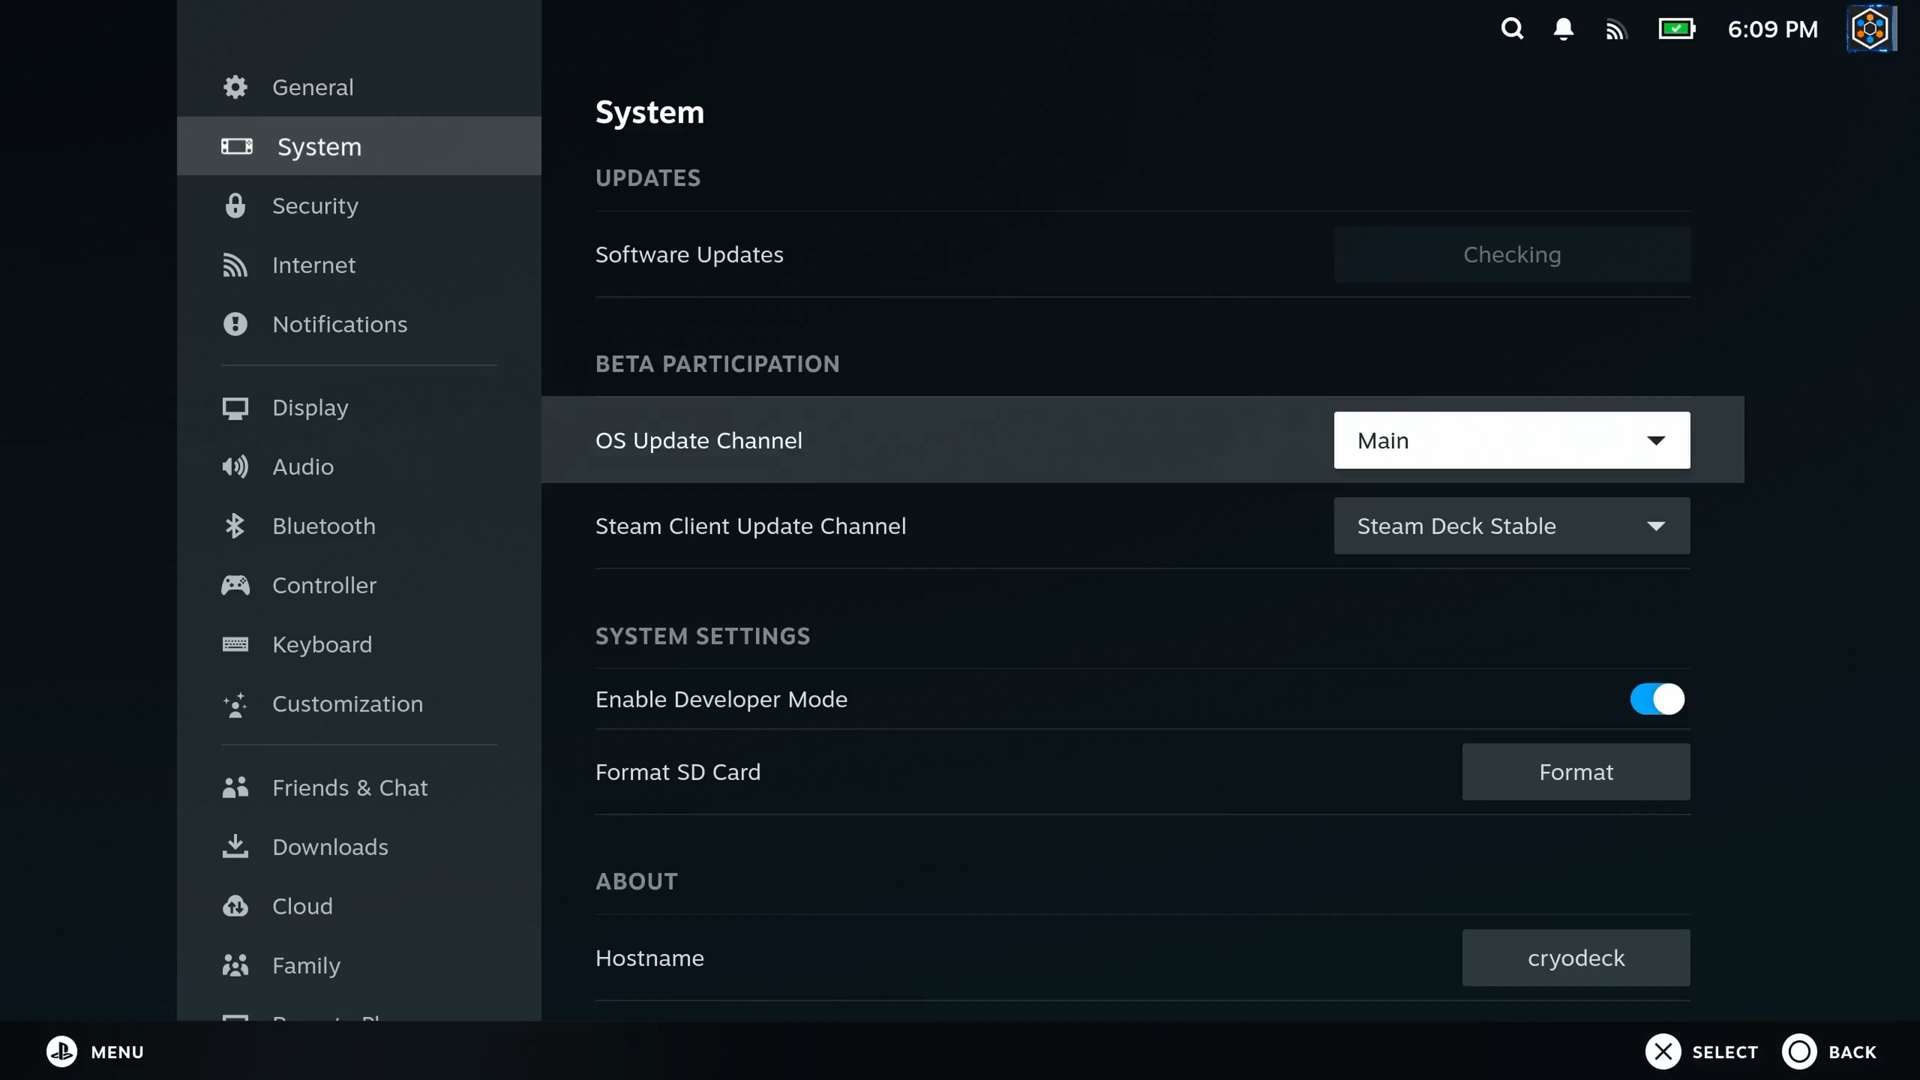 6:09 PM
General
System
Security
Internet
Notifications
Display
Audio
Bluetooth
Controller
Keyboard
Customization
Friends & Chat
Downloads
Cloud
Family
System
UPDATES
Software Updates Checking
BETA PARTICIPATION
OS Update Channel Main
Steam Client Update Channel Steam Deck Stable
SYSTEM SETTINGS
Enable Developer Mode
Format SD Card Format
ABOUT
Hostname cryodeck
MENU SELECT BACK